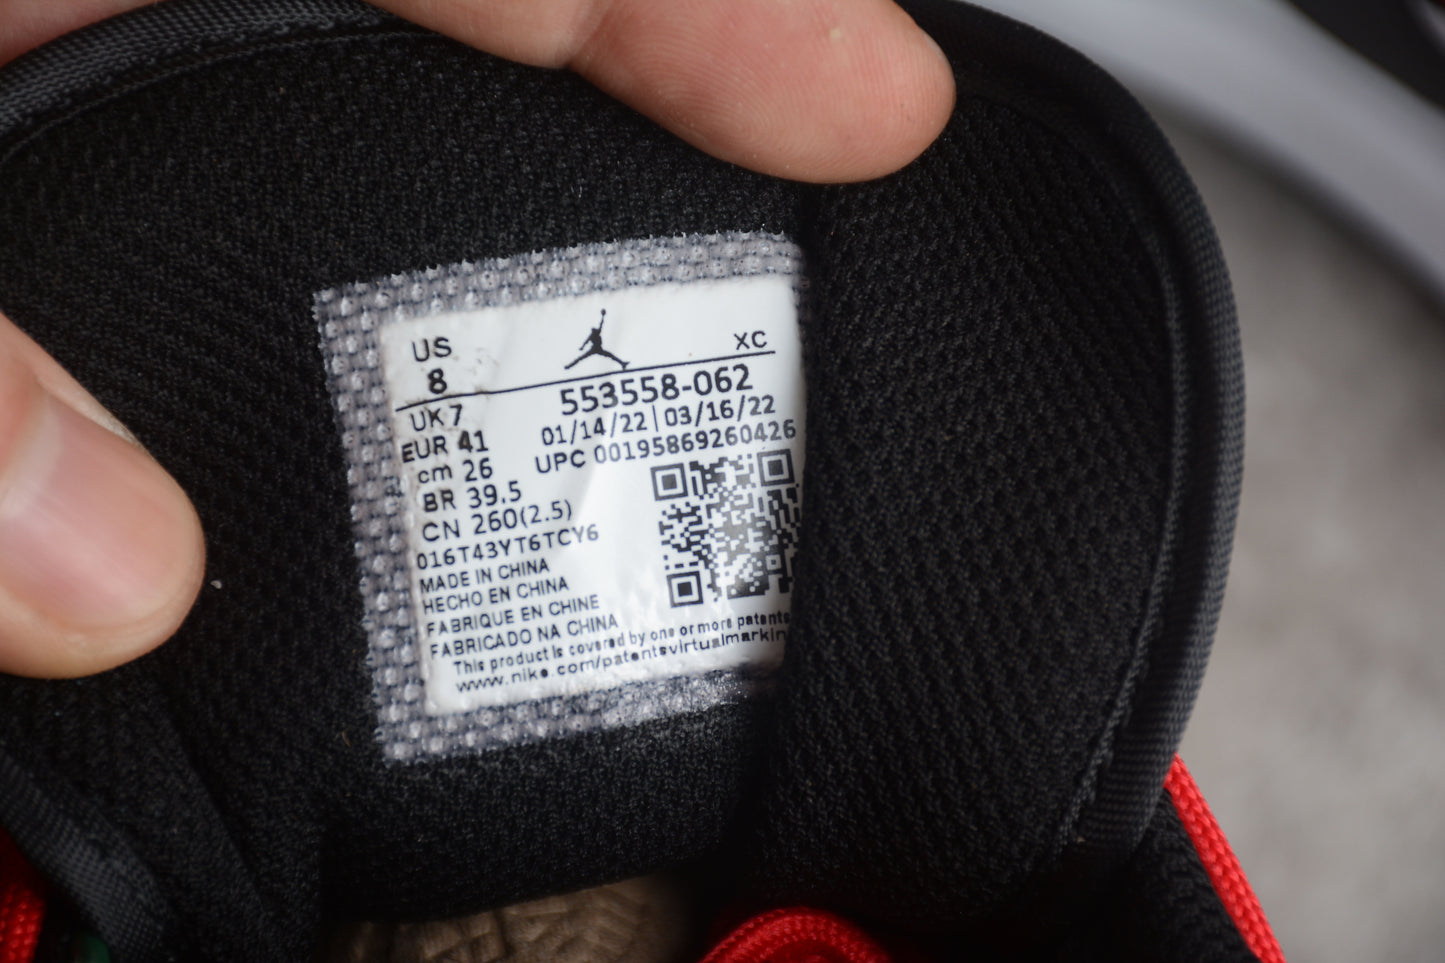 US
8
XC
553558-062
UK 7
01/14/22 | 03/16/22
EUR 41
UPC 00195869260426
cm 26
BR 39.5
CN 260(2.5)
016T43YT6TCY6
MADE IN CHINA
HECHO EN CHINA
FABRIQUE EN CHINE
FABRICADO NA CHINA
This product is covered by one or more patents
www.nike.com/patentsvirtualmarkin